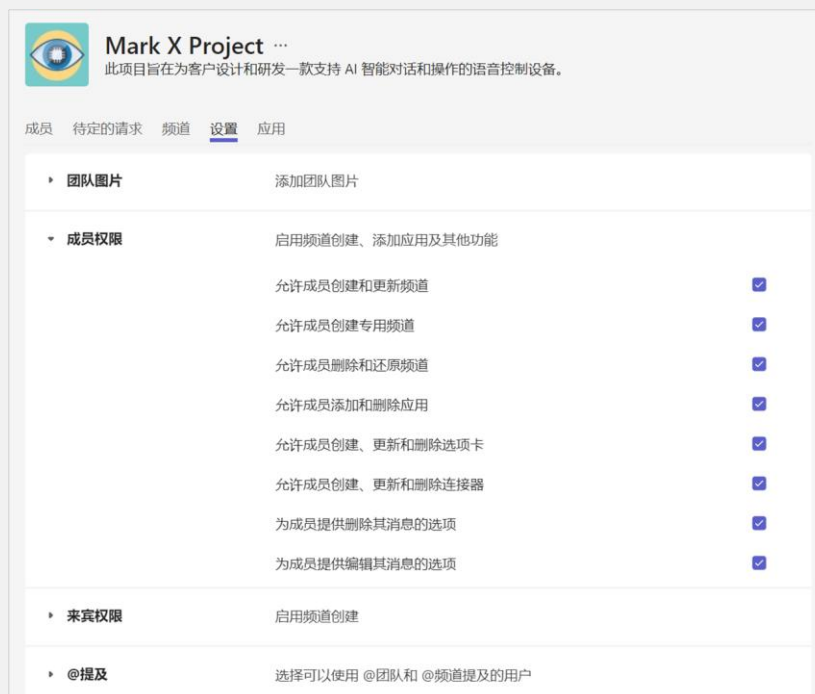 Mark X Project ...
此项目旨在为客户设计和研发一款支持 AI 智能对话和操作的语音控制设备。
成员 待定的请求 频道 设置 应用
团队图片 添加团队图片
成员权限 启用频道创建、添加应用及其他功能
允许成员创建和更新频道
允许成员创建专用频道
允许成员删除和还原频道
允许成员添加和删除应用
允许成员创建、更新和删除选项卡
允许成员创建、更新和删除连接器
为成员提供删除其消息的选项
为成员提供编辑其消息的选项
来宾权限 启用频道创建
@提及 选择可以使用 @团队和 @频道提及的用户